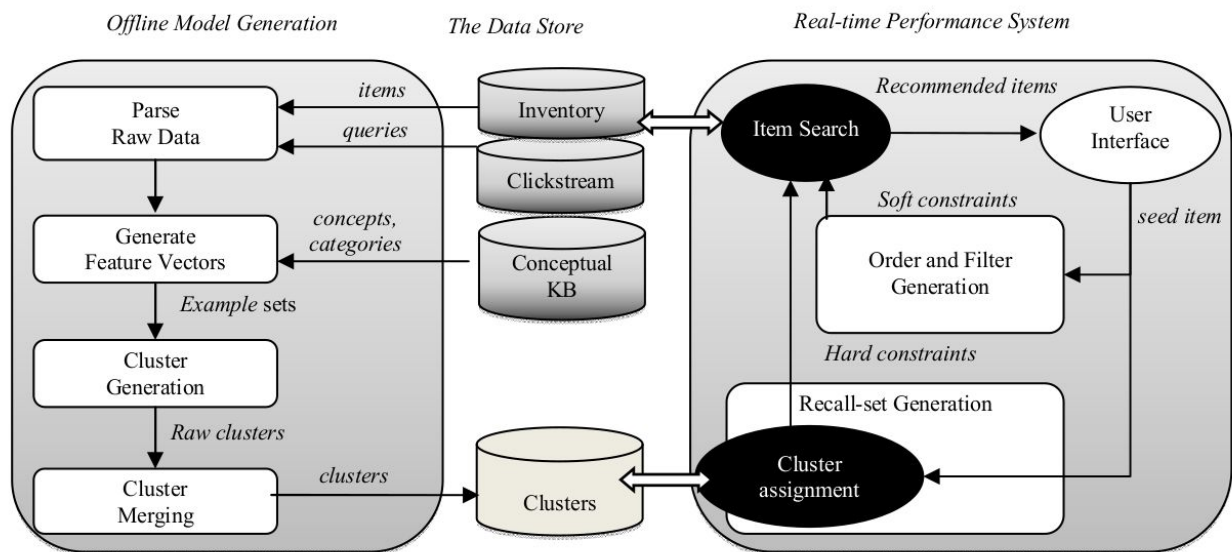 Offline Model Generation
The Data Store
Real-time Performance System
Parse
Raw Data
items
queries
Inventory
Clickstream
Item Search
Recommended items
User
Interface
Generate
Feature Vectors
concepts,
categories
Conceptual
KB
Soft constraints
seed item
Order and Filter
Generation
Example sets
Cluster
Generation
Hard constraints
Raw clusters
Recall-set Generation
Cluster
Merging
clusters
Clusters
Cluster
assignment